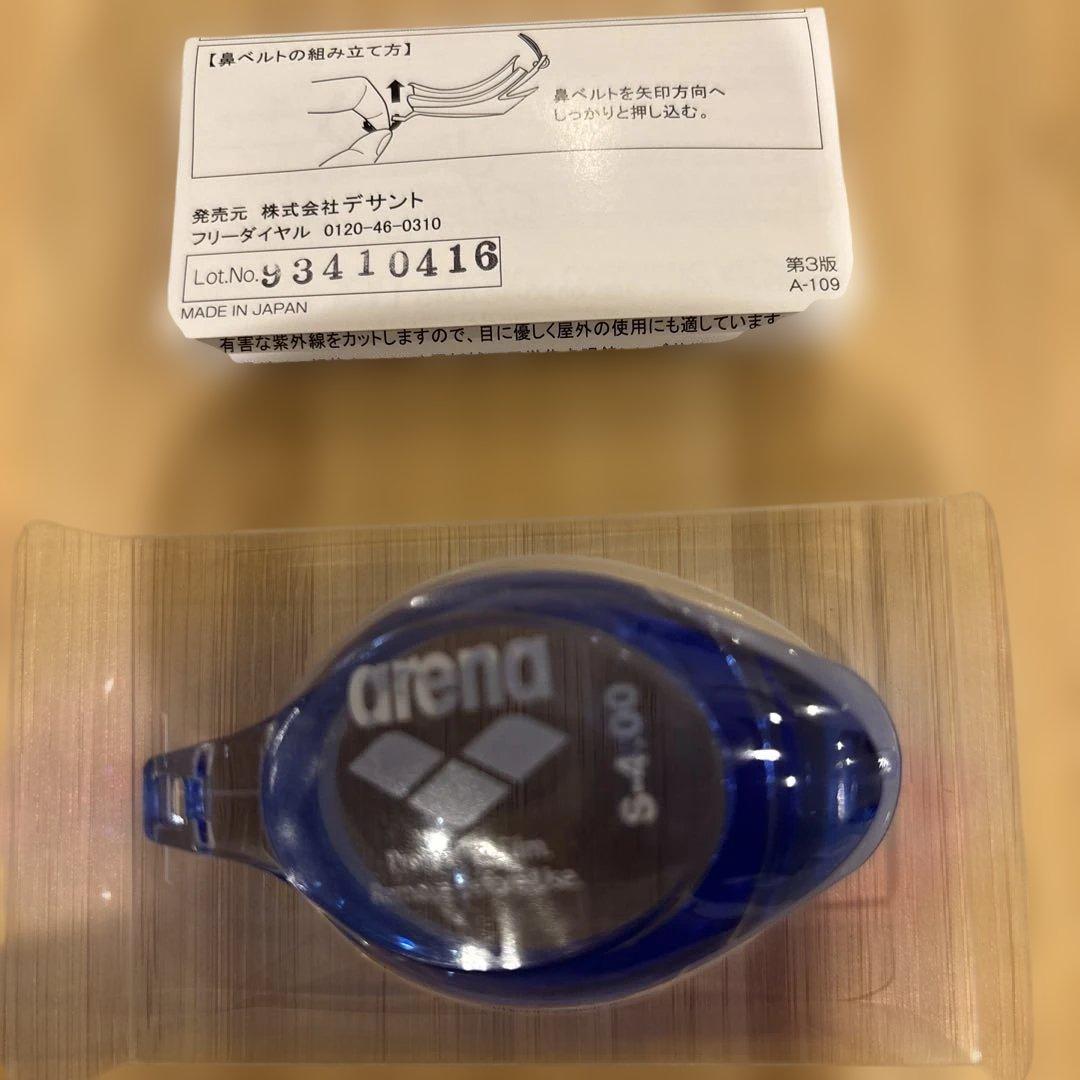 【鼻ベルトの組み立て方】
鼻ベルトを矢印方向へ
しっかりと押し込む。
発売元 株式会社デサント
フリーダイヤル 0120-46-0310
Lot.No.93410416
第3版
A-109
MADE IN JAPAN
有害な紫外線をカットしますので、目に優しく屋外の使用にも適しています
arena
S-4.00